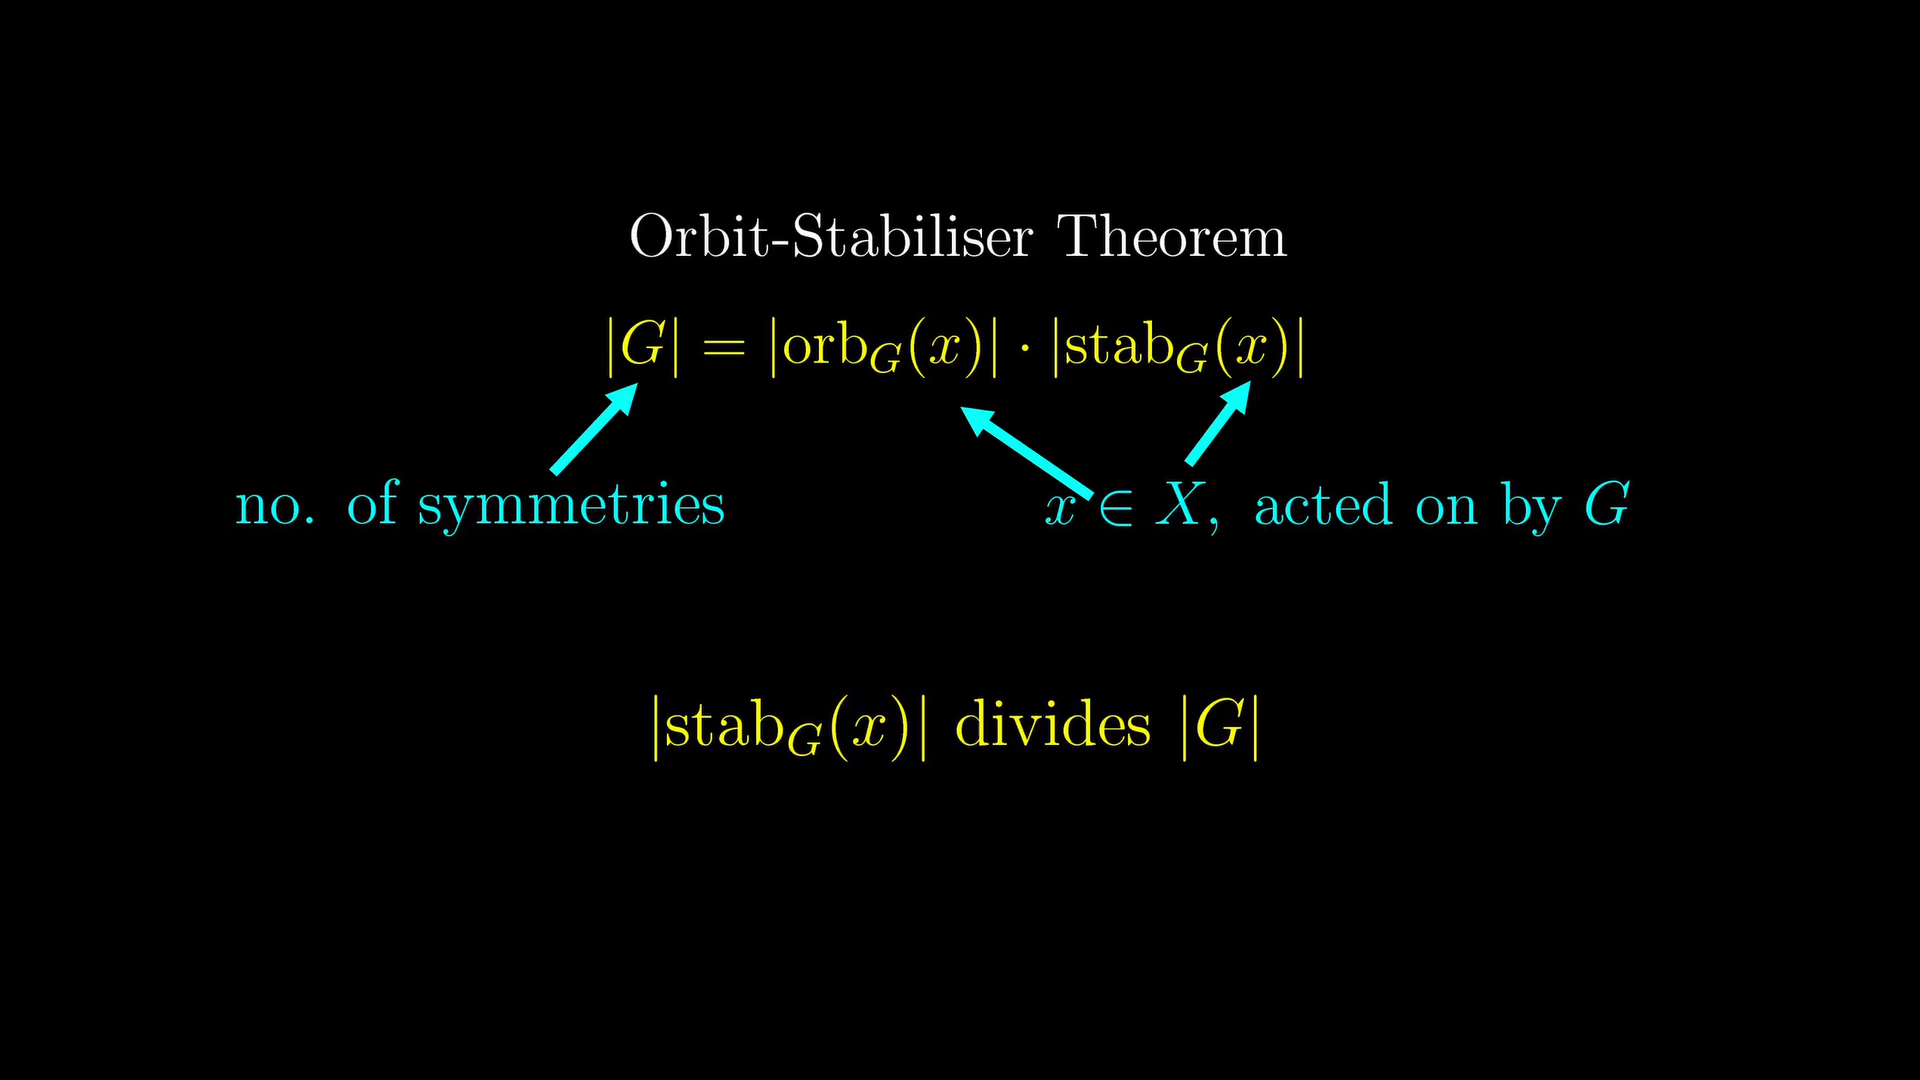 Orbit-Stabiliser Theorem
|G| = |orb_G(x)| · |stab_G(x)|
no. of symmetries
x ∈ X, acted on by G
|stab_G(x)| divides |G|